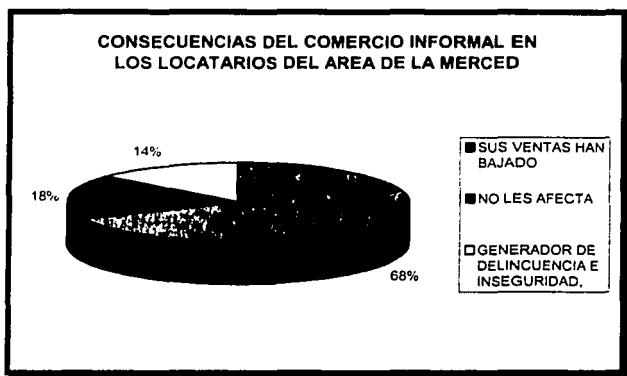 CONSECUENCIAS DEL COMERCIO INFORMAL EN
LOS LOCATARIOS DEL AREA DE LA MERCED
14%
18%
68%
SUS VENTAS HAN
BAJADO
NO LES AFECTA
GENERADOR DE
DELINCUENCIA E
INSEGURIDAD,